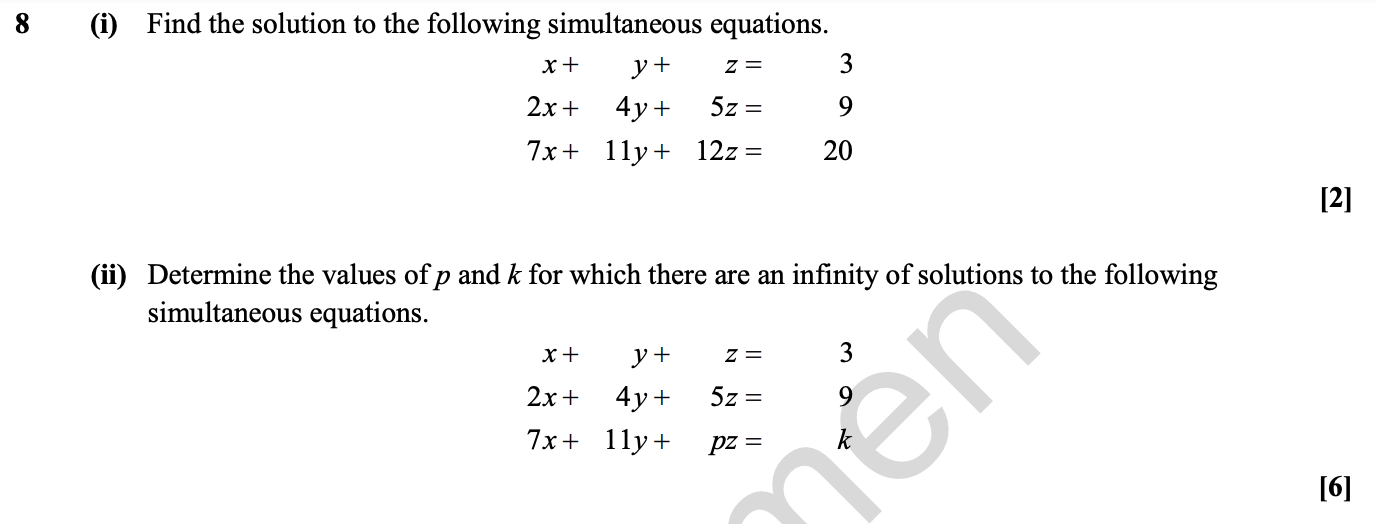 8 (i) Find the solution to the following simultaneous equations.
x + y + z = 3
2x + 4y + 5z = 9
7x + 11y + 12z = 20
[2]
(ii) Determine the values of p and k for which there are an infinity of solutions to the following
simultaneous equations.
x + y + z = 3
2x + 4y + 5z = 9
7x + 11y + pz = k
[6]
men